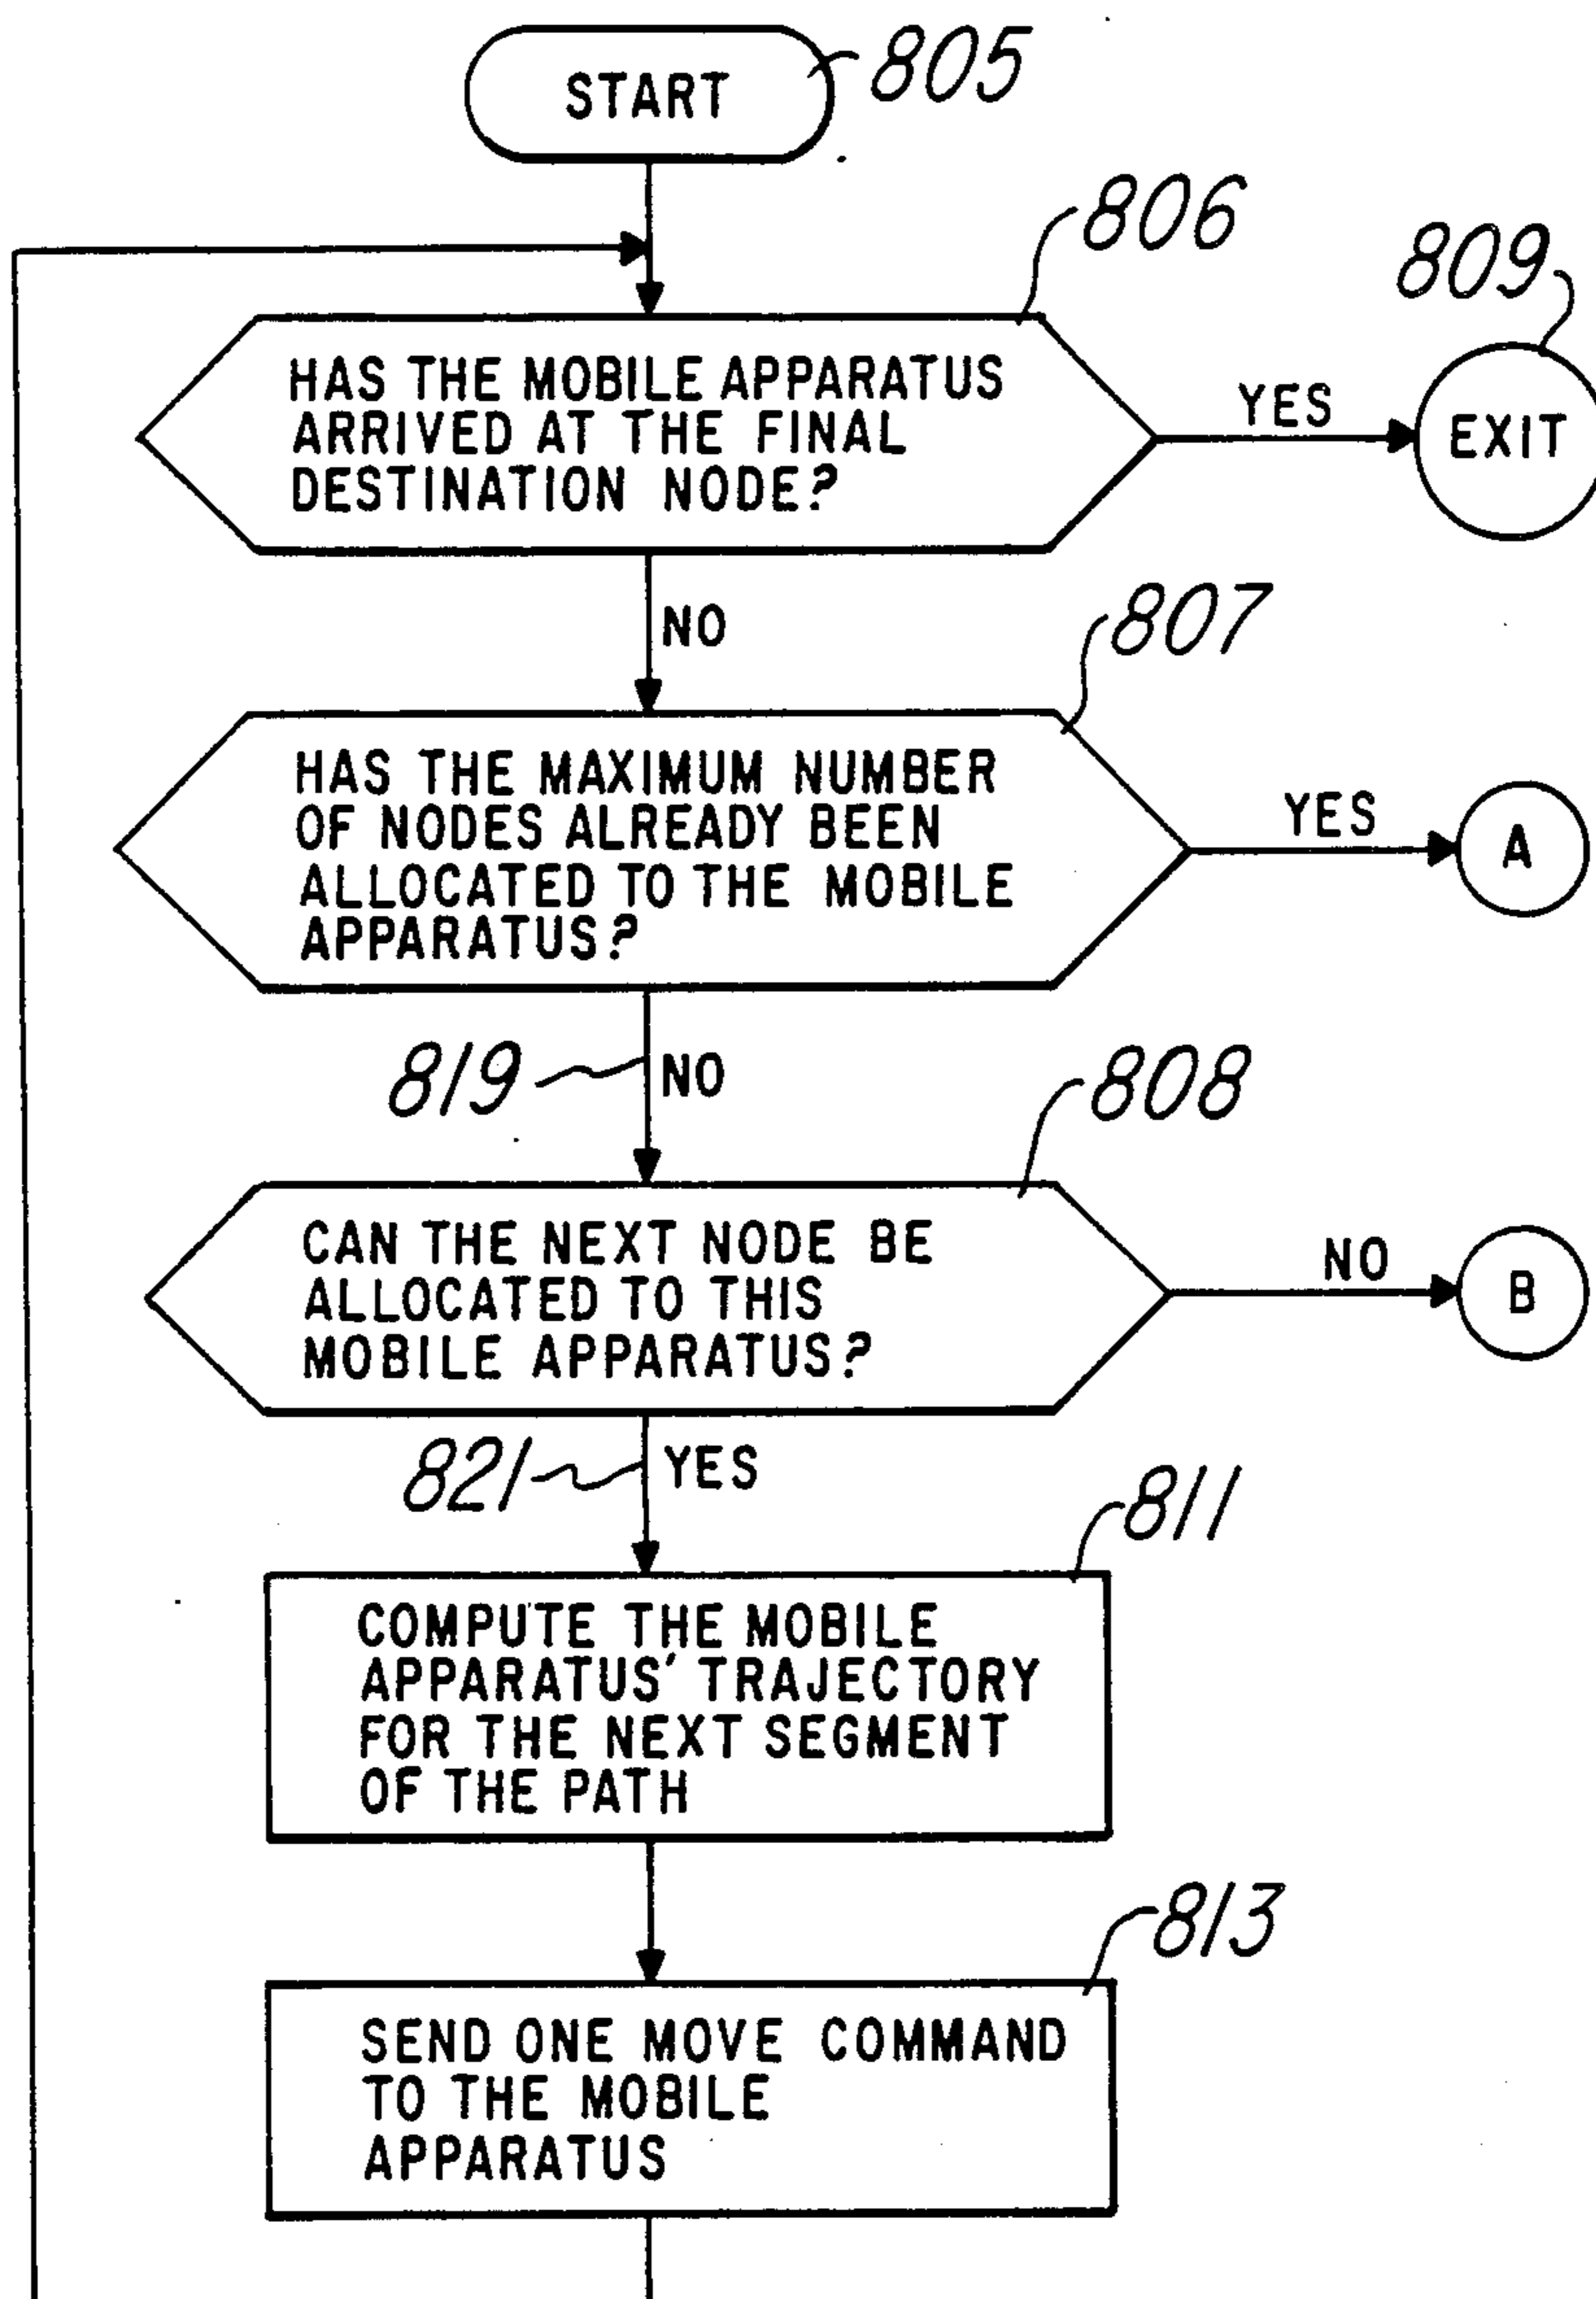 START
805
806
809
HAS THE MOBILE APPARATUS
ARRIVED AT THE FINAL
DESTINATION NODE?
YES
EXIT
NO
807
HAS THE MAXIMUM NUMBER
OF NODES ALREADY BEEN
ALLOCATED TO THE MOBILE
APPARATUS?
YES
A
819
NO
808
CAN THE NEXT NODE BE
ALLOCATED TO THIS
MOBILE APPARATUS?
NO
B
821
YES
811
COMPUTE THE MOBILE
APPARATUS' TRAJECTORY
FOR THE NEXT SEGMENT
OF THE PATH
813
SEND ONE MOVE COMMAND
TO THE MOBILE
APPARATUS